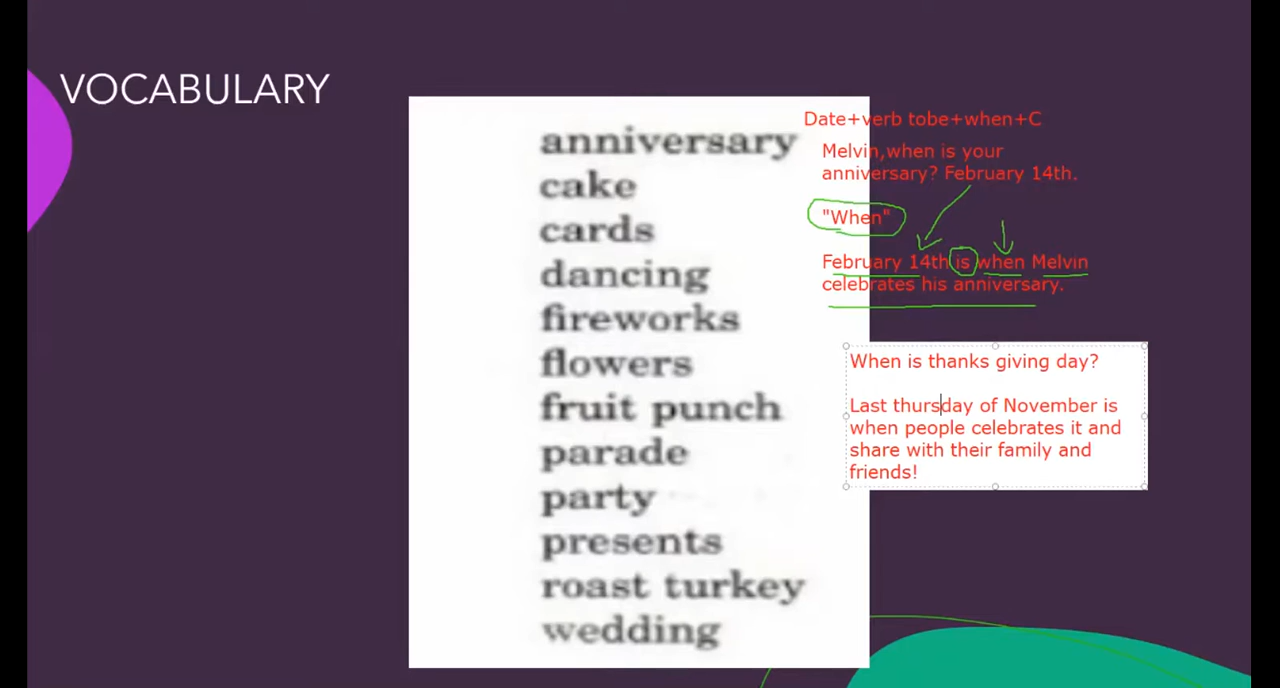 VOCABULARY
anniversary
cake
cards
dancing
fireworks
flowers
fruit punch
parade
party
presents
roast turkey
wedding
Date+verb tobe+when+C
Melvin,when is your
anniversary? February 14th.
"When"
February 14th is when Melvin
celebrates his anniversary.
When is thanks giving day?
Last thursday of November is
when people celebrates it and
share with their family and
friends!